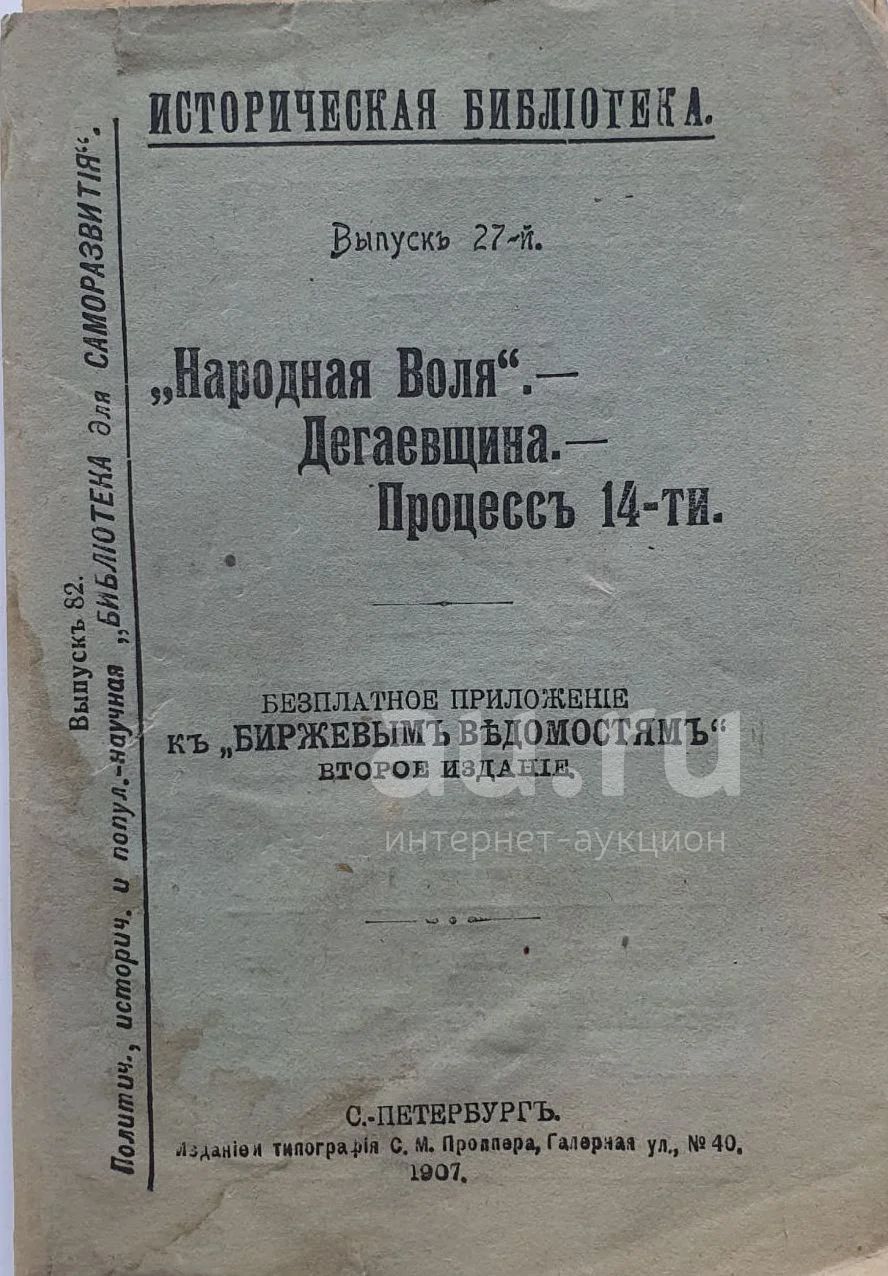 ИСТОРИЧЕСКАЯ БИБЛІОТЕКА.
Выпускъ 27-й.
„Народная Воля“.—
Дегаевщина.—
Процессъ 14-ти.
БЕЗПЛАТНОЕ ПРИЛОЖЕНІЕ
КЪ „БИРЖЕВЫМЪ ВѢДОМОСТЯМЪ“
ВТОРОЕ ИЗДАНІЕ.
С.-ПЕТЕРБУРГЪ.
Изданіе и типографія С. М. Проппера, Галерная ул., № 40.
1907.
Выпускъ 82.
Политич., историч. и попул.-научная „БИБЛІОТЕКА для САМОРАЗВИТІЯ“.
au.ru
интернет-аукцион